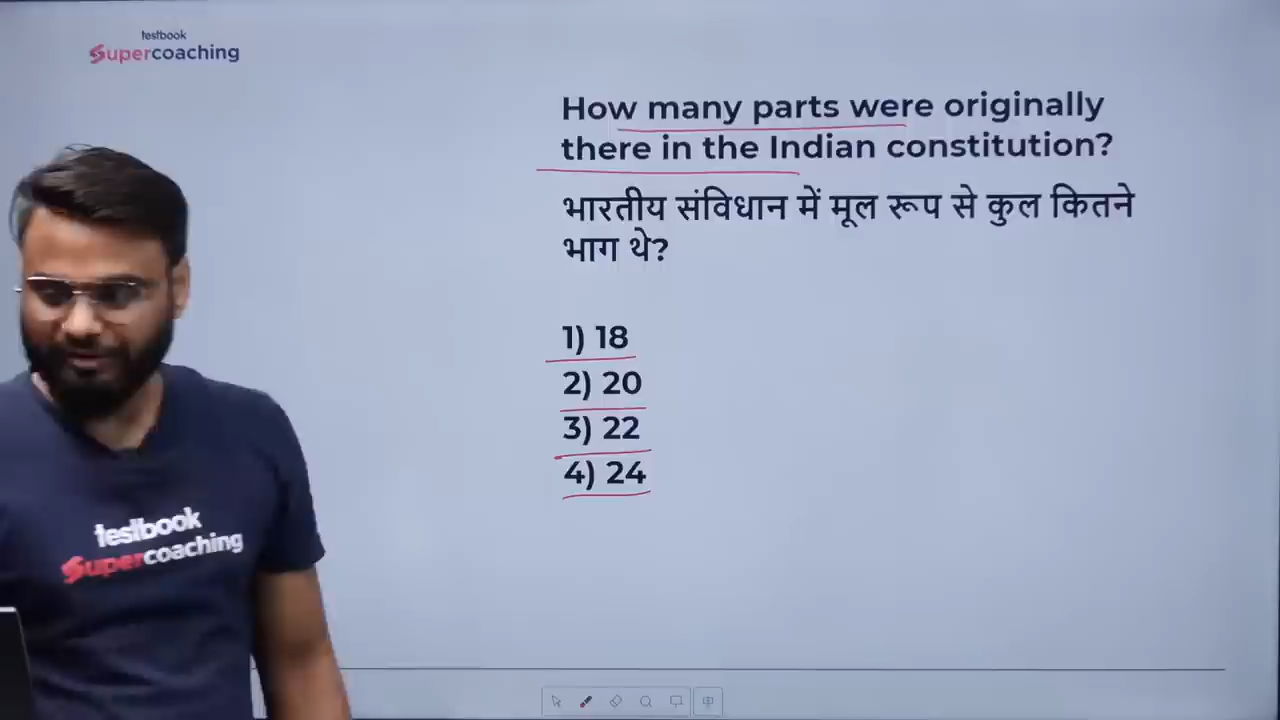 testbook
Supercoaching
How many parts were originally
there in the Indian constitution?
भारतीय संविधान में मूल रूप से कुल कितने
भाग थे?
1) 18
2) 20
3) 22
4) 24
testbook
Supercoaching